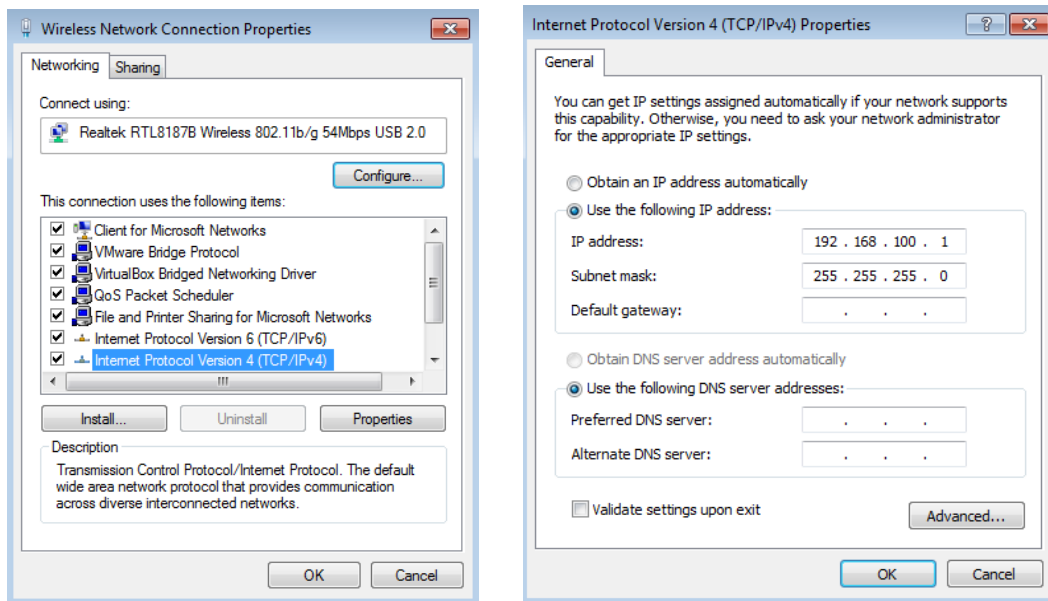 Wireless Network Connection Properties
Networking
Sharing
Connect using:
Realtek RTL8187B Wireless 802.11b/g 54Mbps USB 2.0
Configure...
This connection uses the following items:
Client for Microsoft Networks
VMware Bridge Protocol
VirtualBox Bridged Networking Driver
QoS Packet Scheduler
File and Printer Sharing for Microsoft Networks
Internet Protocol Version 6 (TCP/IPv6)
Internet Protocol Version 4 (TCP/IPv4)
Install...
Uninstall
Properties
Description
Transmission Control Protocol/Internet Protocol. The default
wide area network protocol that provides communication
across diverse interconnected networks.
OK
Cancel
Internet Protocol Version 4 (TCP/IPv4) Properties
General
You can get IP settings assigned automatically if your network supports
this capability. Otherwise, you need to ask your network administrator
for the appropriate IP settings.
Obtain an IP address automatically
Use the following IP address:
IP address: 192 . 168 . 100 . 1
Subnet mask: 255 . 255 . 255 . 0
Default gateway: . . .
Obtain DNS server address automatically
Use the following DNS server addresses:
Preferred DNS server: . . .
Alternate DNS server: . . .
Validate settings upon exit
Advanced...
OK
Cancel